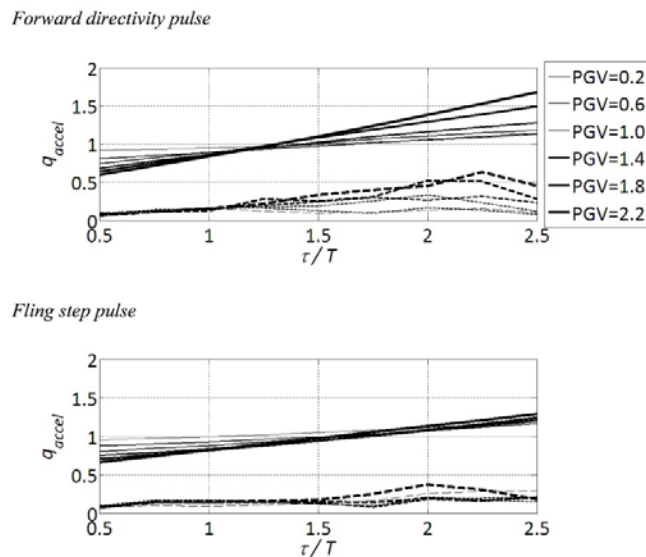 Forward directivity pulse
2
1.5
1
0.5
0
q accel
0.5 1 1.5 2 2.5
τ/T
PGV=0.2
PGV=0.6
PGV=1.0
PGV=1.4
PGV=1.8
PGV=2.2
Fling step pulse
2
1.5
1
0.5
0
q accel
0.5 1 1.5 2 2.5
τ/T